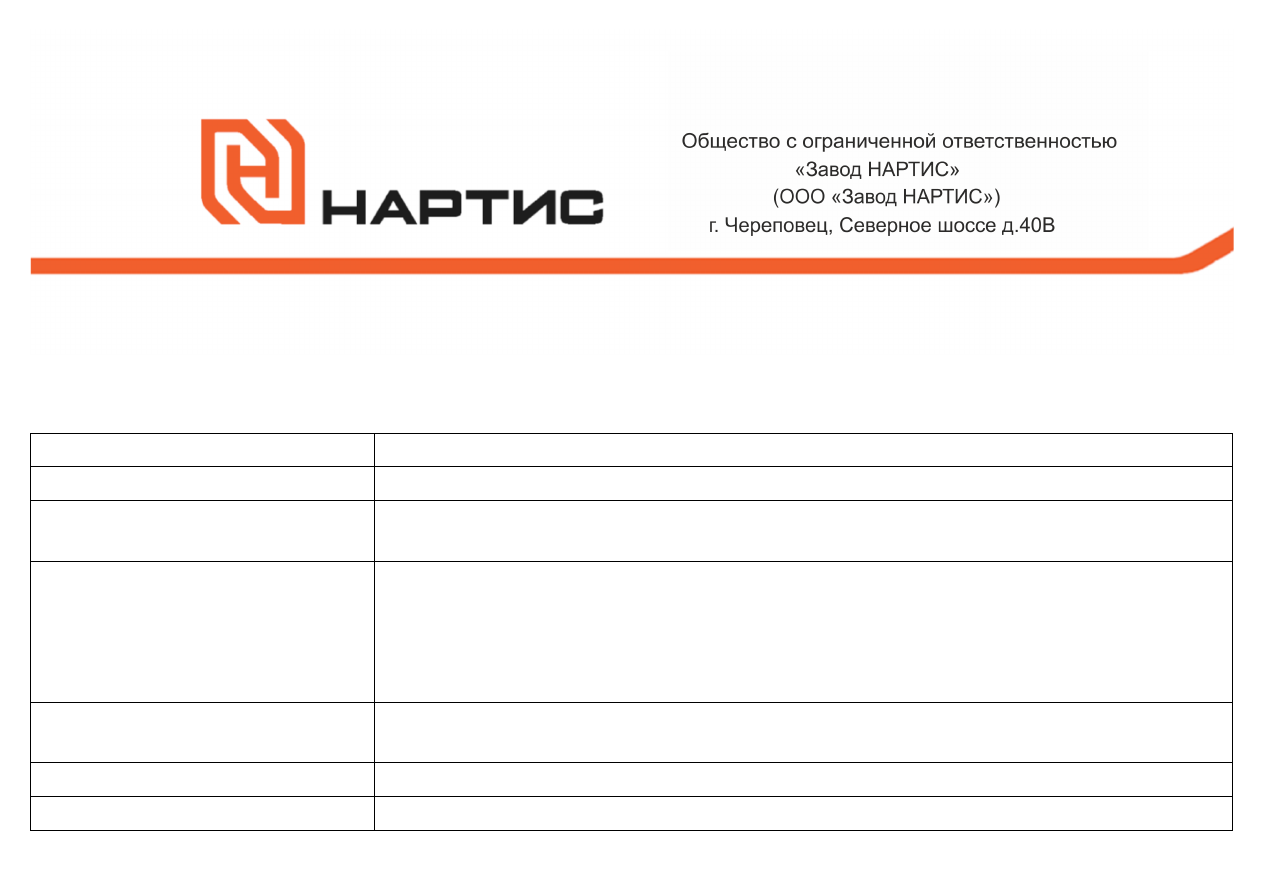 НАРТИС
Общество с ограниченной ответственностью
«Завод НАРТИС»
(ООО «Завод НАРТИС»)
г. Череповец, Северное шоссе д.40В